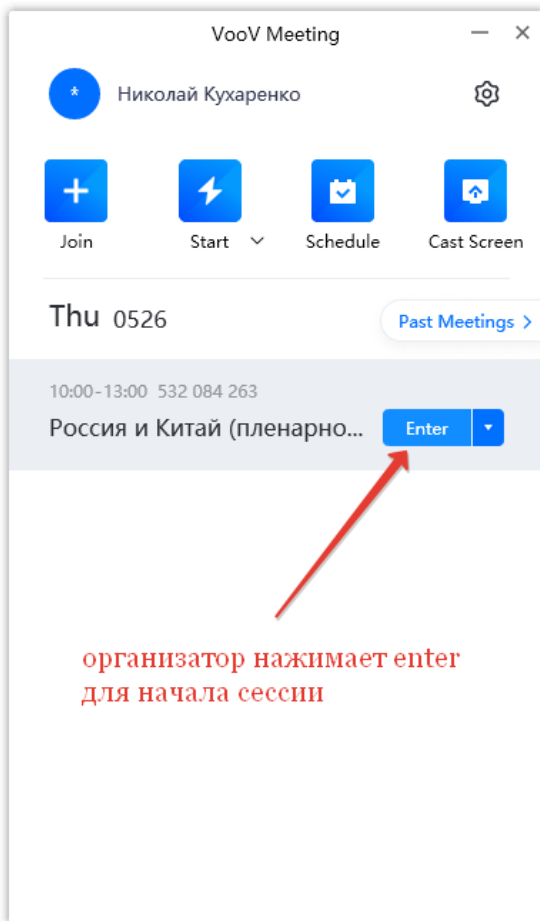 VooV Meeting
*
Николай Кухаренко
Join
Start
Schedule
Cast Screen
Thu 0526
Past Meetings
10:00-13:00 532 084 263
Россия и Китай (пленарно...
Enter
организатор нажимает enter
для начала сессии